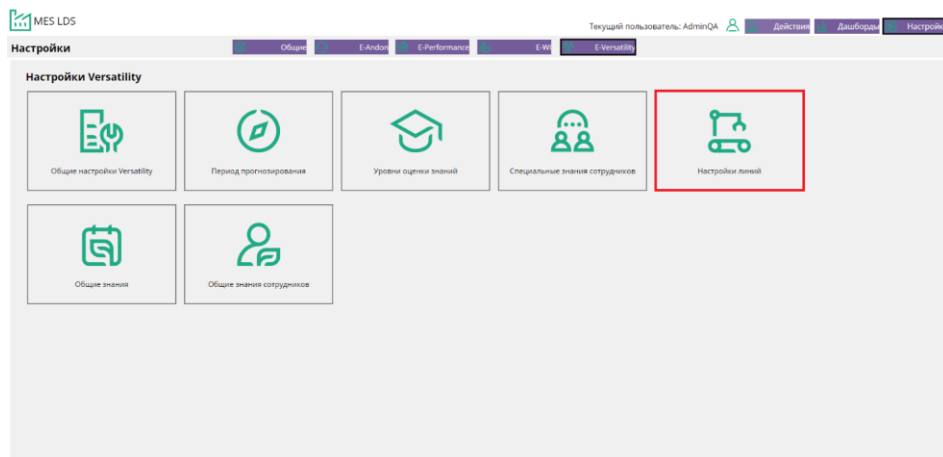 MES LDS
Текущий пользователь: AdminQA
Действия
Дашборды
Настройк
Настройки
Общие
E-Andon
E-Performance
E-WI
E-Versatility
Настройки Versatility
Общие настройки Versatility
Период прогнозирования
Уровни оценки знаний
Специальные знания сотрудников
Настройки линий
Общие знания
Общие знания сотрудников